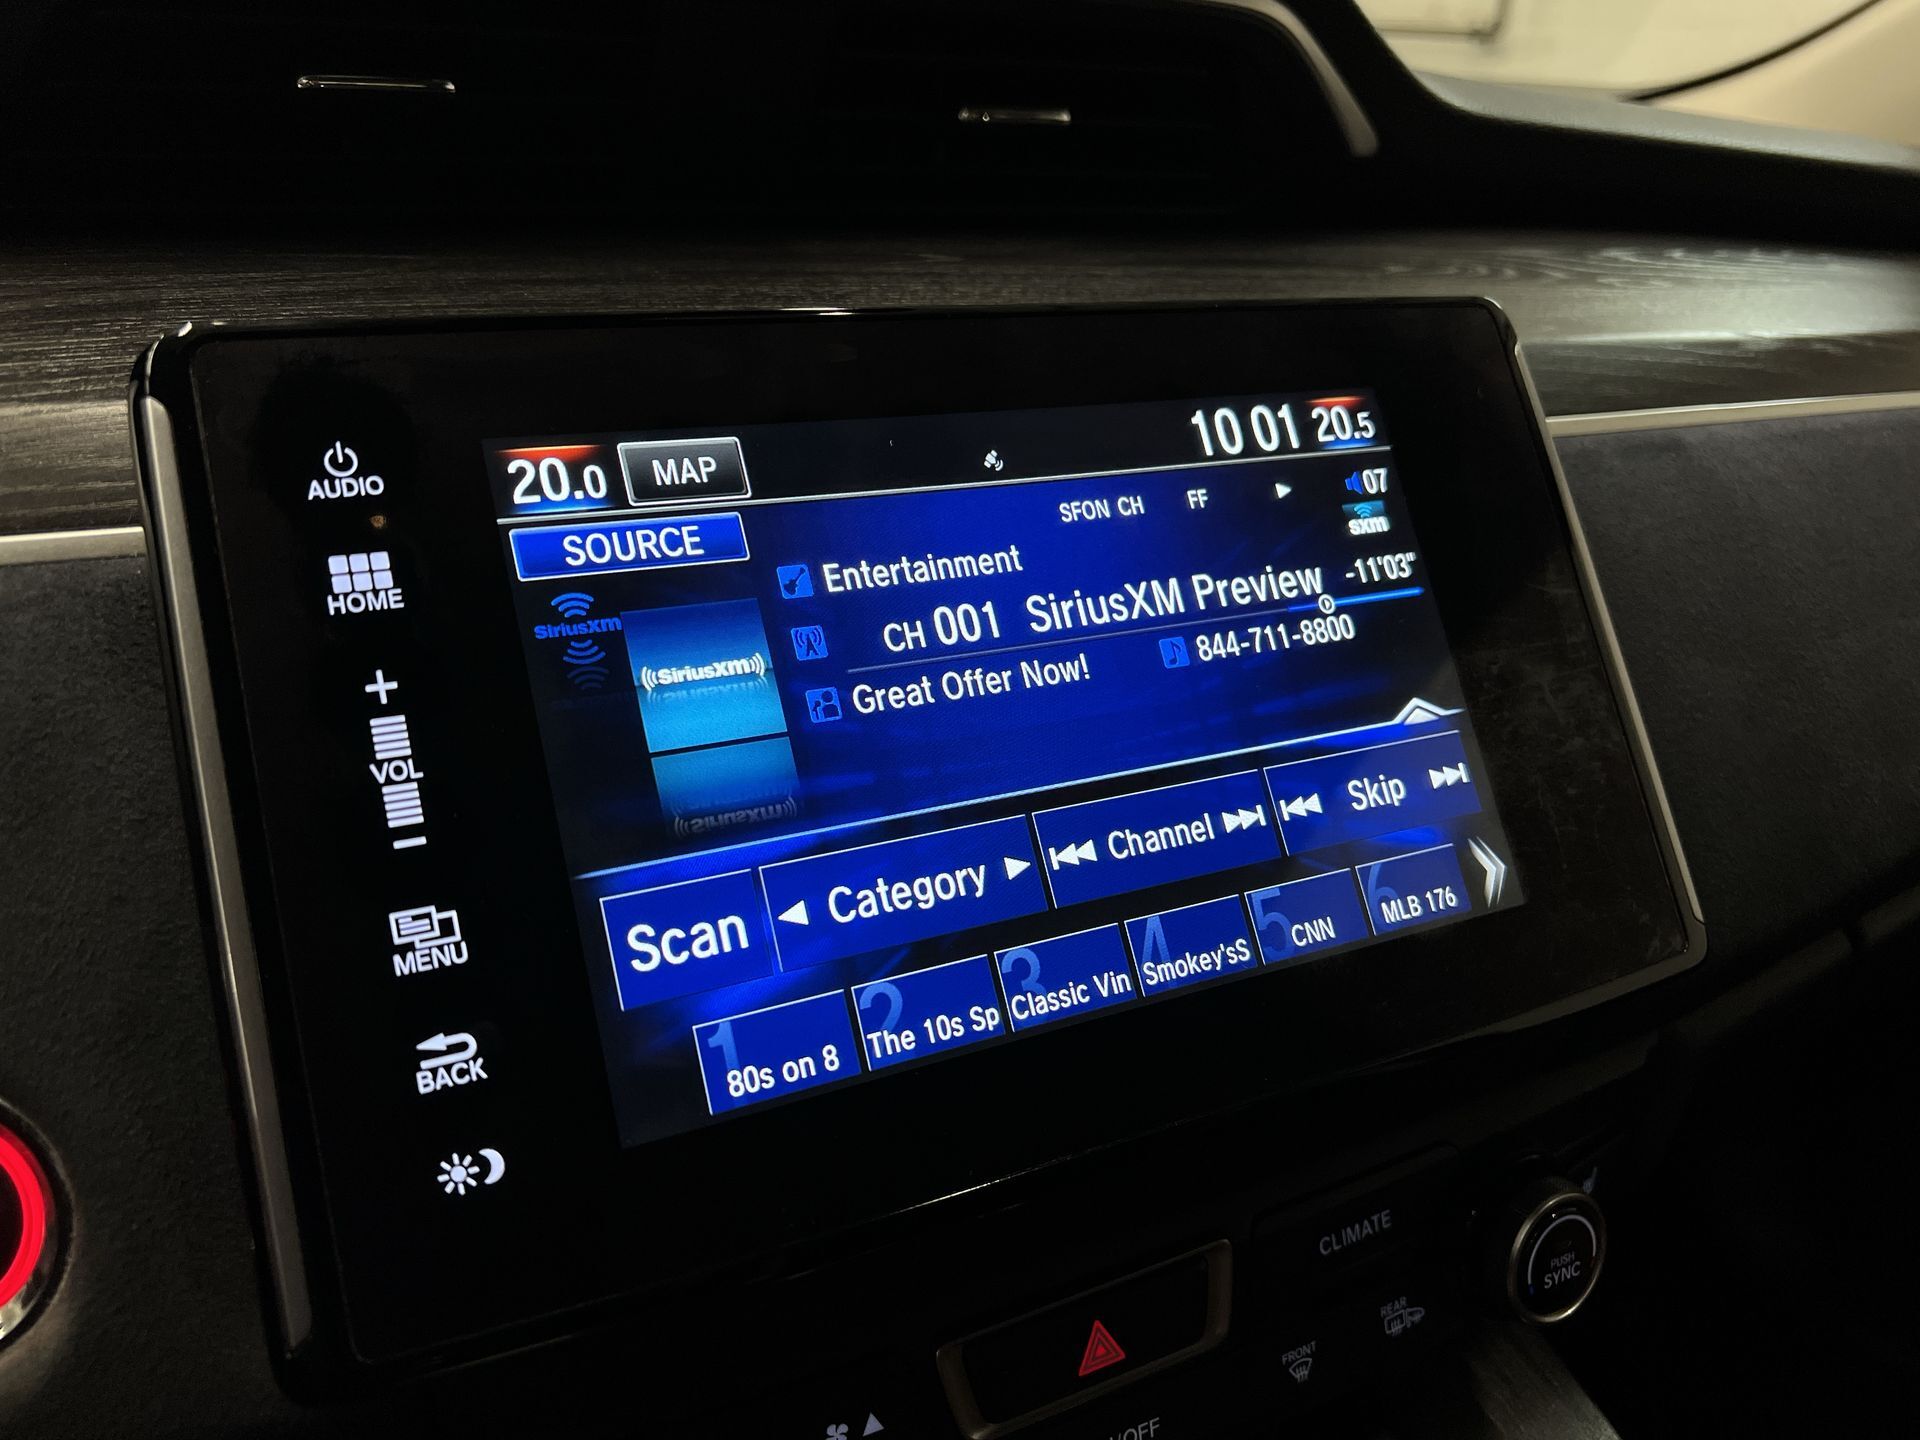 AUDIO
HOME
+
VOL
−
MENU
BACK
20.0
MAP
10 01
20.5
SOURCE
SFON CH
FF
07
sxm
Entertainment
-11'03"
CH 001 SiriusXM Preview
844-711-8800
Great Offer Now!
SiriusXM
((SiriusXM))
Scan
Category
Channel
Skip
1
80s on 8
2
The 10s Sp
3
Classic Vin
4
Smokey'sS
5
CNN
6
MLB 176
CLIMATE
PUSH
SYNC
REAR
FRONT
/OFF